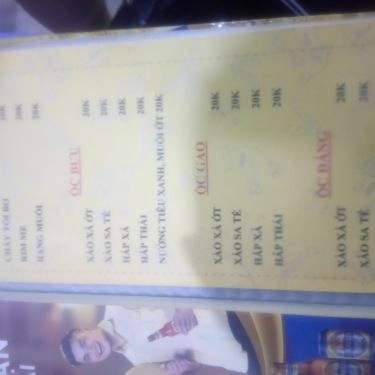 CHÁY TỎI BƠ 20K
RIM ME 20K
RANG MUỐI 20K
ỐC BƯU
XÀO XẢ ỚT 20K
XÀO SA TẾ 20K
HẤP XẢ 20K
HẤP THÁI 20K
NƯỚNG TIÊU XANH, MUỐI ỚT 20K
ỐC GẠO
XÀO XẢ ỚT 20K
XÀO SA TẾ 20K
HẤP XẢ 20K
HẤP THÁI 20K
ỐC ĐẮNG
XÀO XẢ ỚT 20K
XÀO SA TẾ 20K